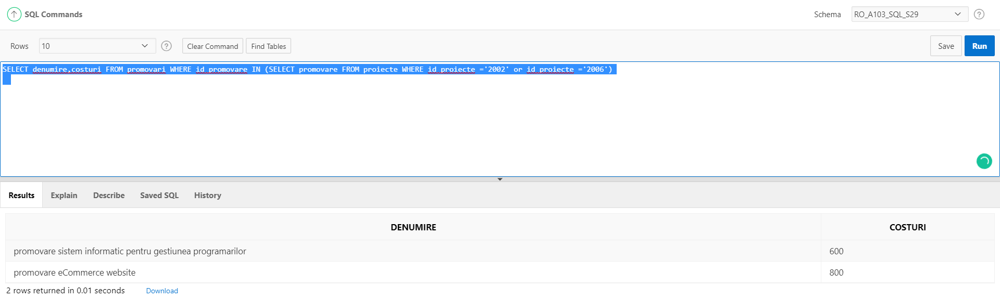 SQL Commands
Schema RO_A103_SQL_S29
Rows 10 Clear Command Find Tables Save Run
SELECT denumire,costuri FROM promovari WHERE id_promovare IN (SELECT promovare FROM proiecte WHERE id_proiecte ='2002' or id_proiecte ='2006')
Results Explain Describe Saved SQL History
DENUMIRE COSTURI
promovare sistem informatic pentru gestiunea programarilor 600
promovare eCommerce website 800
2 rows returned in 0.01 seconds Download